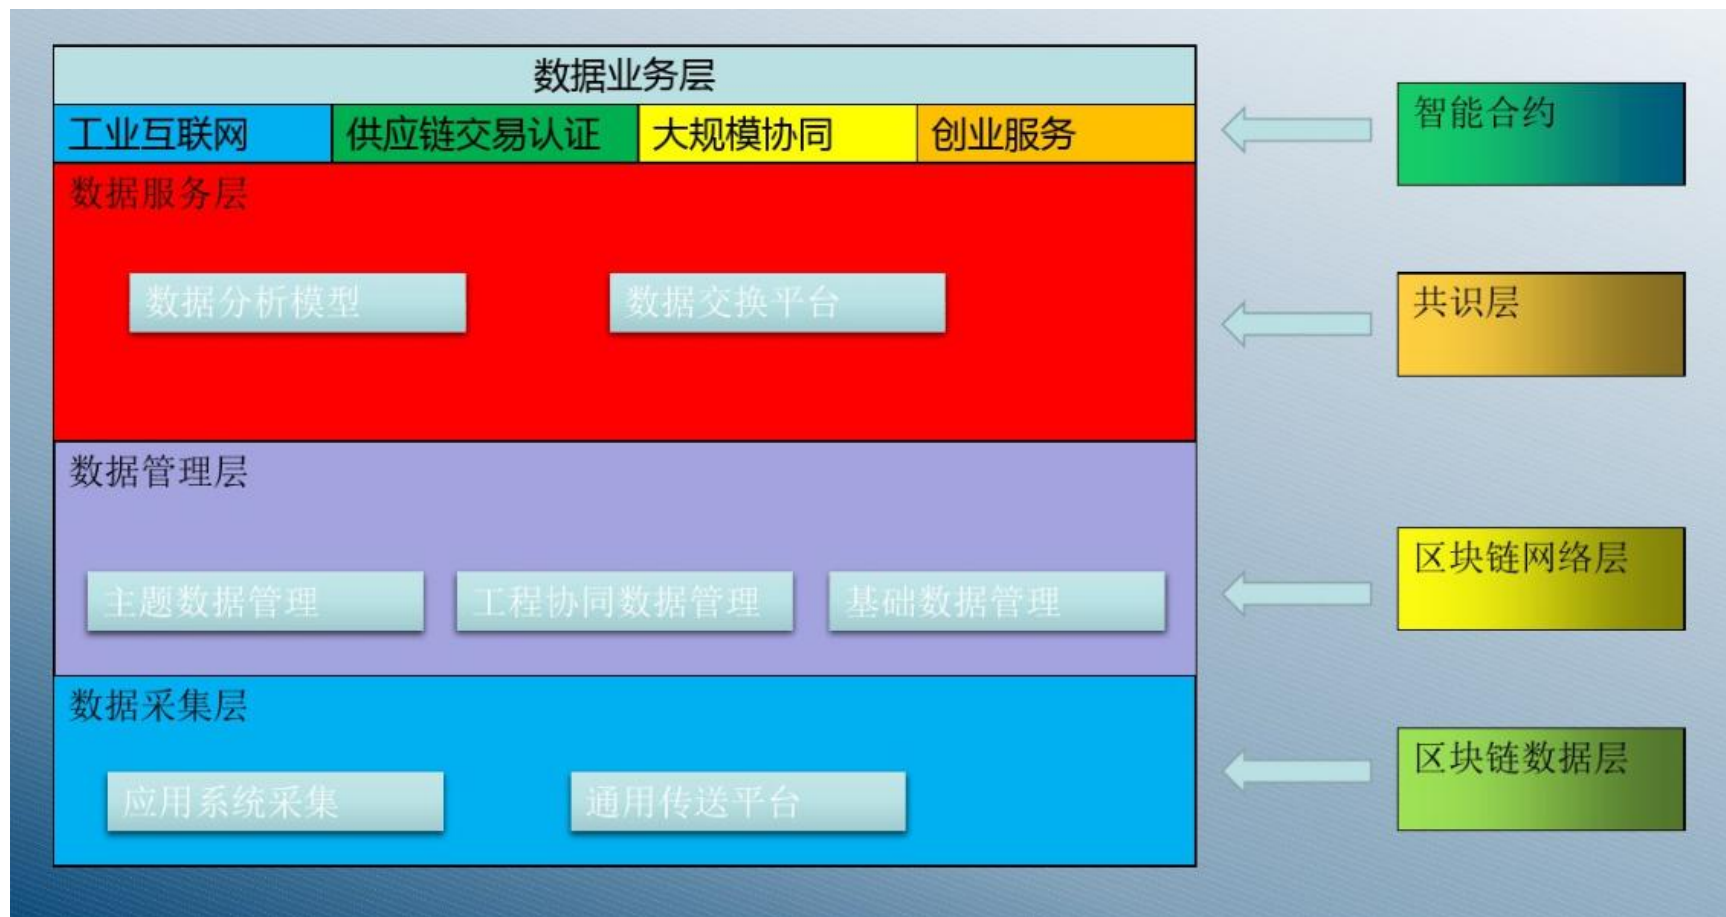 数据业务层
工业互联网
供应链交易认证
大规模协同
创业服务
智能合约
数据服务层
数据分析模型
数据交换平台
共识层
数据管理层
主题数据管理
工程协同数据管理
基础数据管理
区块链网络层
数据采集层
应用系统采集
通用传送平台
区块链数据层